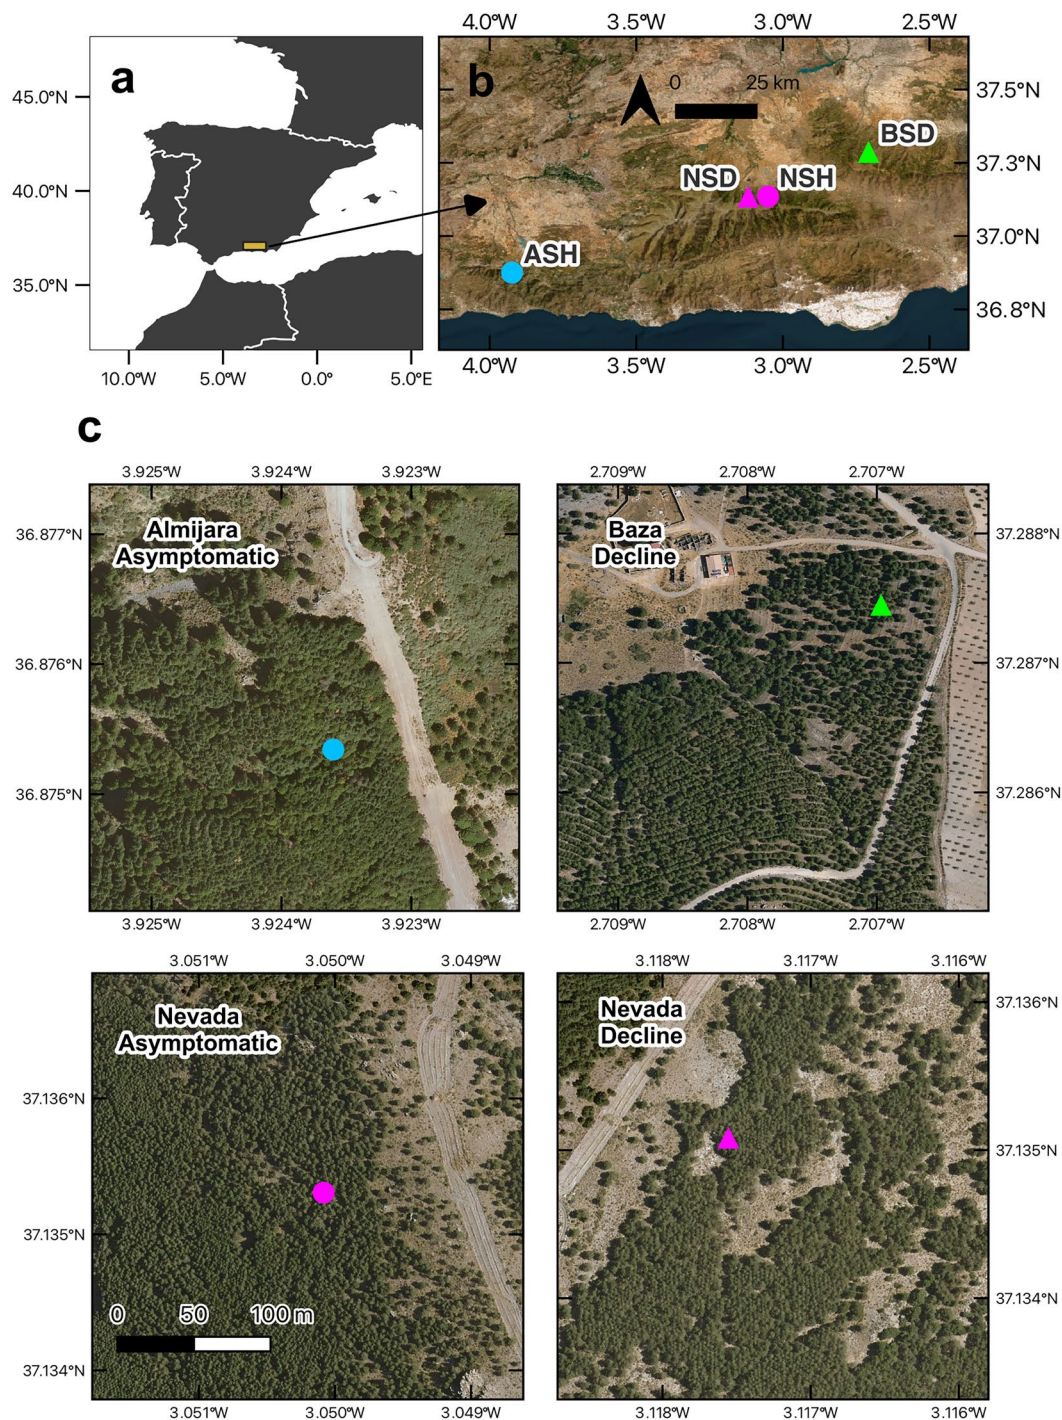 a
45.0°N
40.0°N
35.0°N
10.0°W 5.0°W 0.0° 5.0°E
b
4.0°W 3.5°W 3.0°W 2.5°W
0 25 km
37.5°N
37.3°N
37.0°N
36.8°N
BSD
NSD NSH
ASH
4.0°W 3.5°W 3.0°W 2.5°W
c
3.925°W 3.924°W 3.923°W
36.877°N
36.876°N
36.875°N
Almijara
Asymptomatic
3.925°W 3.924°W 3.923°W
2.709°W 2.708°W 2.707°W
Baza
Decline
37.288°N
37.287°N
37.286°N
2.709°W 2.708°W 2.707°W
3.051°W 3.050°W 3.049°W
Nevada
Asymptomatic
37.136°N
37.135°N
37.134°N
0 50 100 m
3.051°W 3.050°W 3.049°W
3.118°W 3.117°W 3.116°W
Nevada
Decline
37.136°N
37.135°N
37.134°N
3.118°W 3.117°W 3.116°W